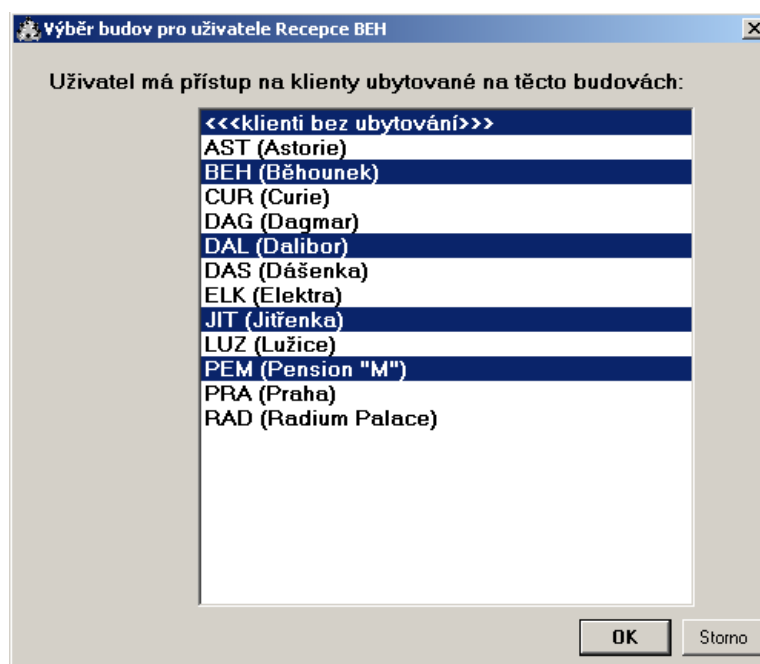 Výběr budov pro uživatele Recepce BEH
Uživatel má přístup na klienty ubytované na těcto budovách:
<<<klienti bez ubytování>>>
AST (Astorie)
BEH (Běhounek)
CUR (Curie)
DAG (Dagmar)
DAL (Dalibor)
DAS (Dášenka)
ELK (Elektra)
JIT (Jitřenka)
LUZ (Lužice)
PEM (Pension "M")
PRA (Praha)
RAD (Radium Palace)
OK
Storno